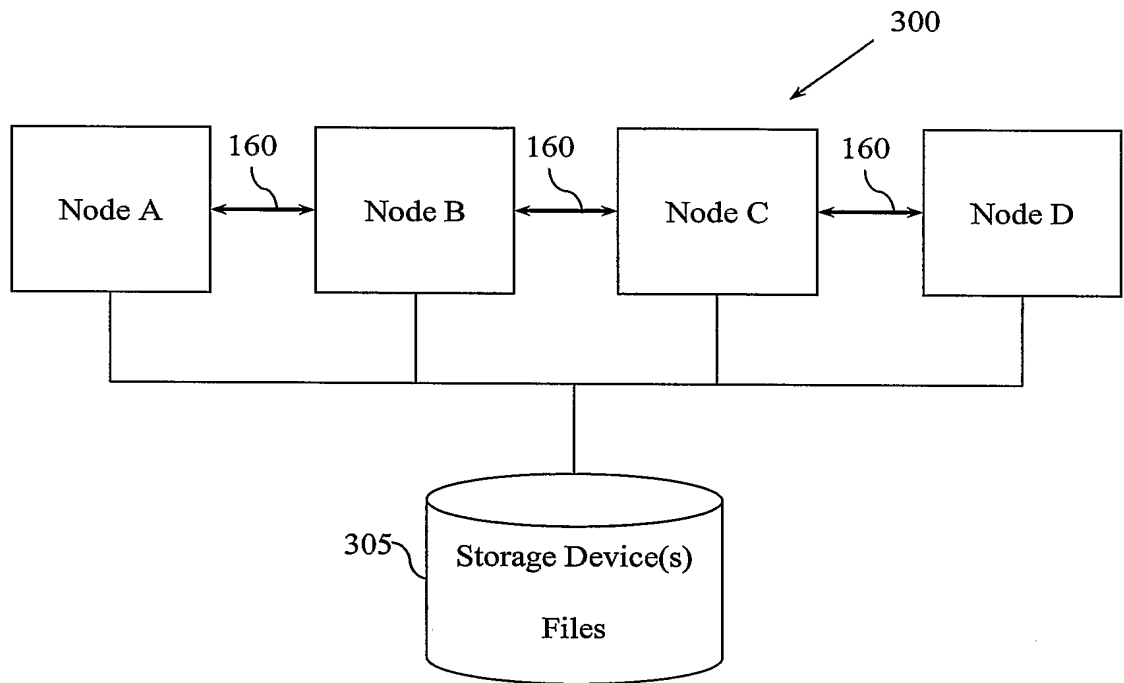 300
160
160
160
Node A
Node B
Node C
Node D
305
Storage Device(s)
Files